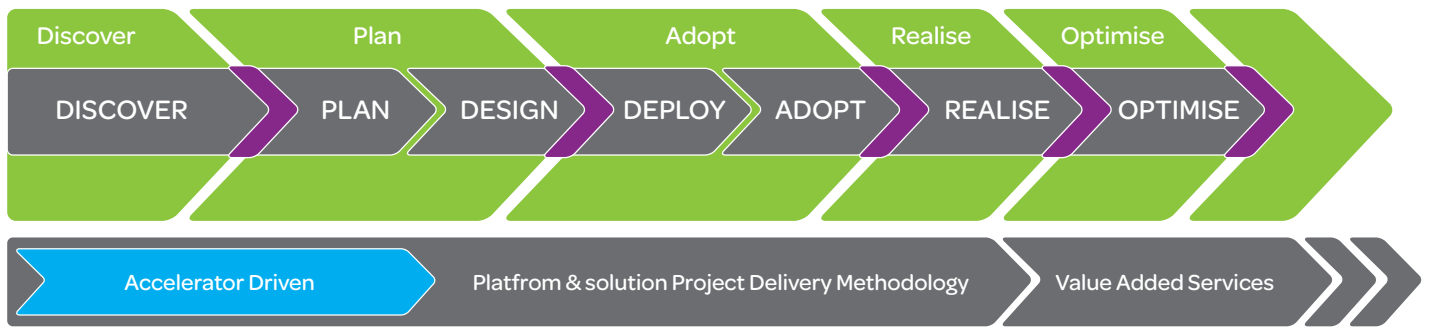 Discover Plan Adopt Realise Optimise
DISCOVER PLAN DESIGN DEPLOY ADOPT REALISE OPTIMISE
Accelerator Driven Platfrom & solution Project Delivery Methodology Value Added Services